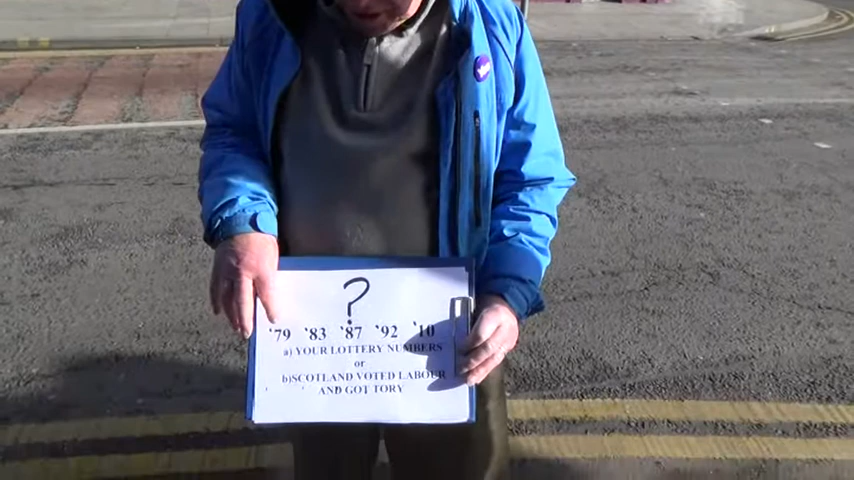 ?
'79 '83 '87 '92 '10
a) YOUR LOTTERY NUMBERS
or
b)SCOTLAND VOTED LABOUR
AND GOT TORY